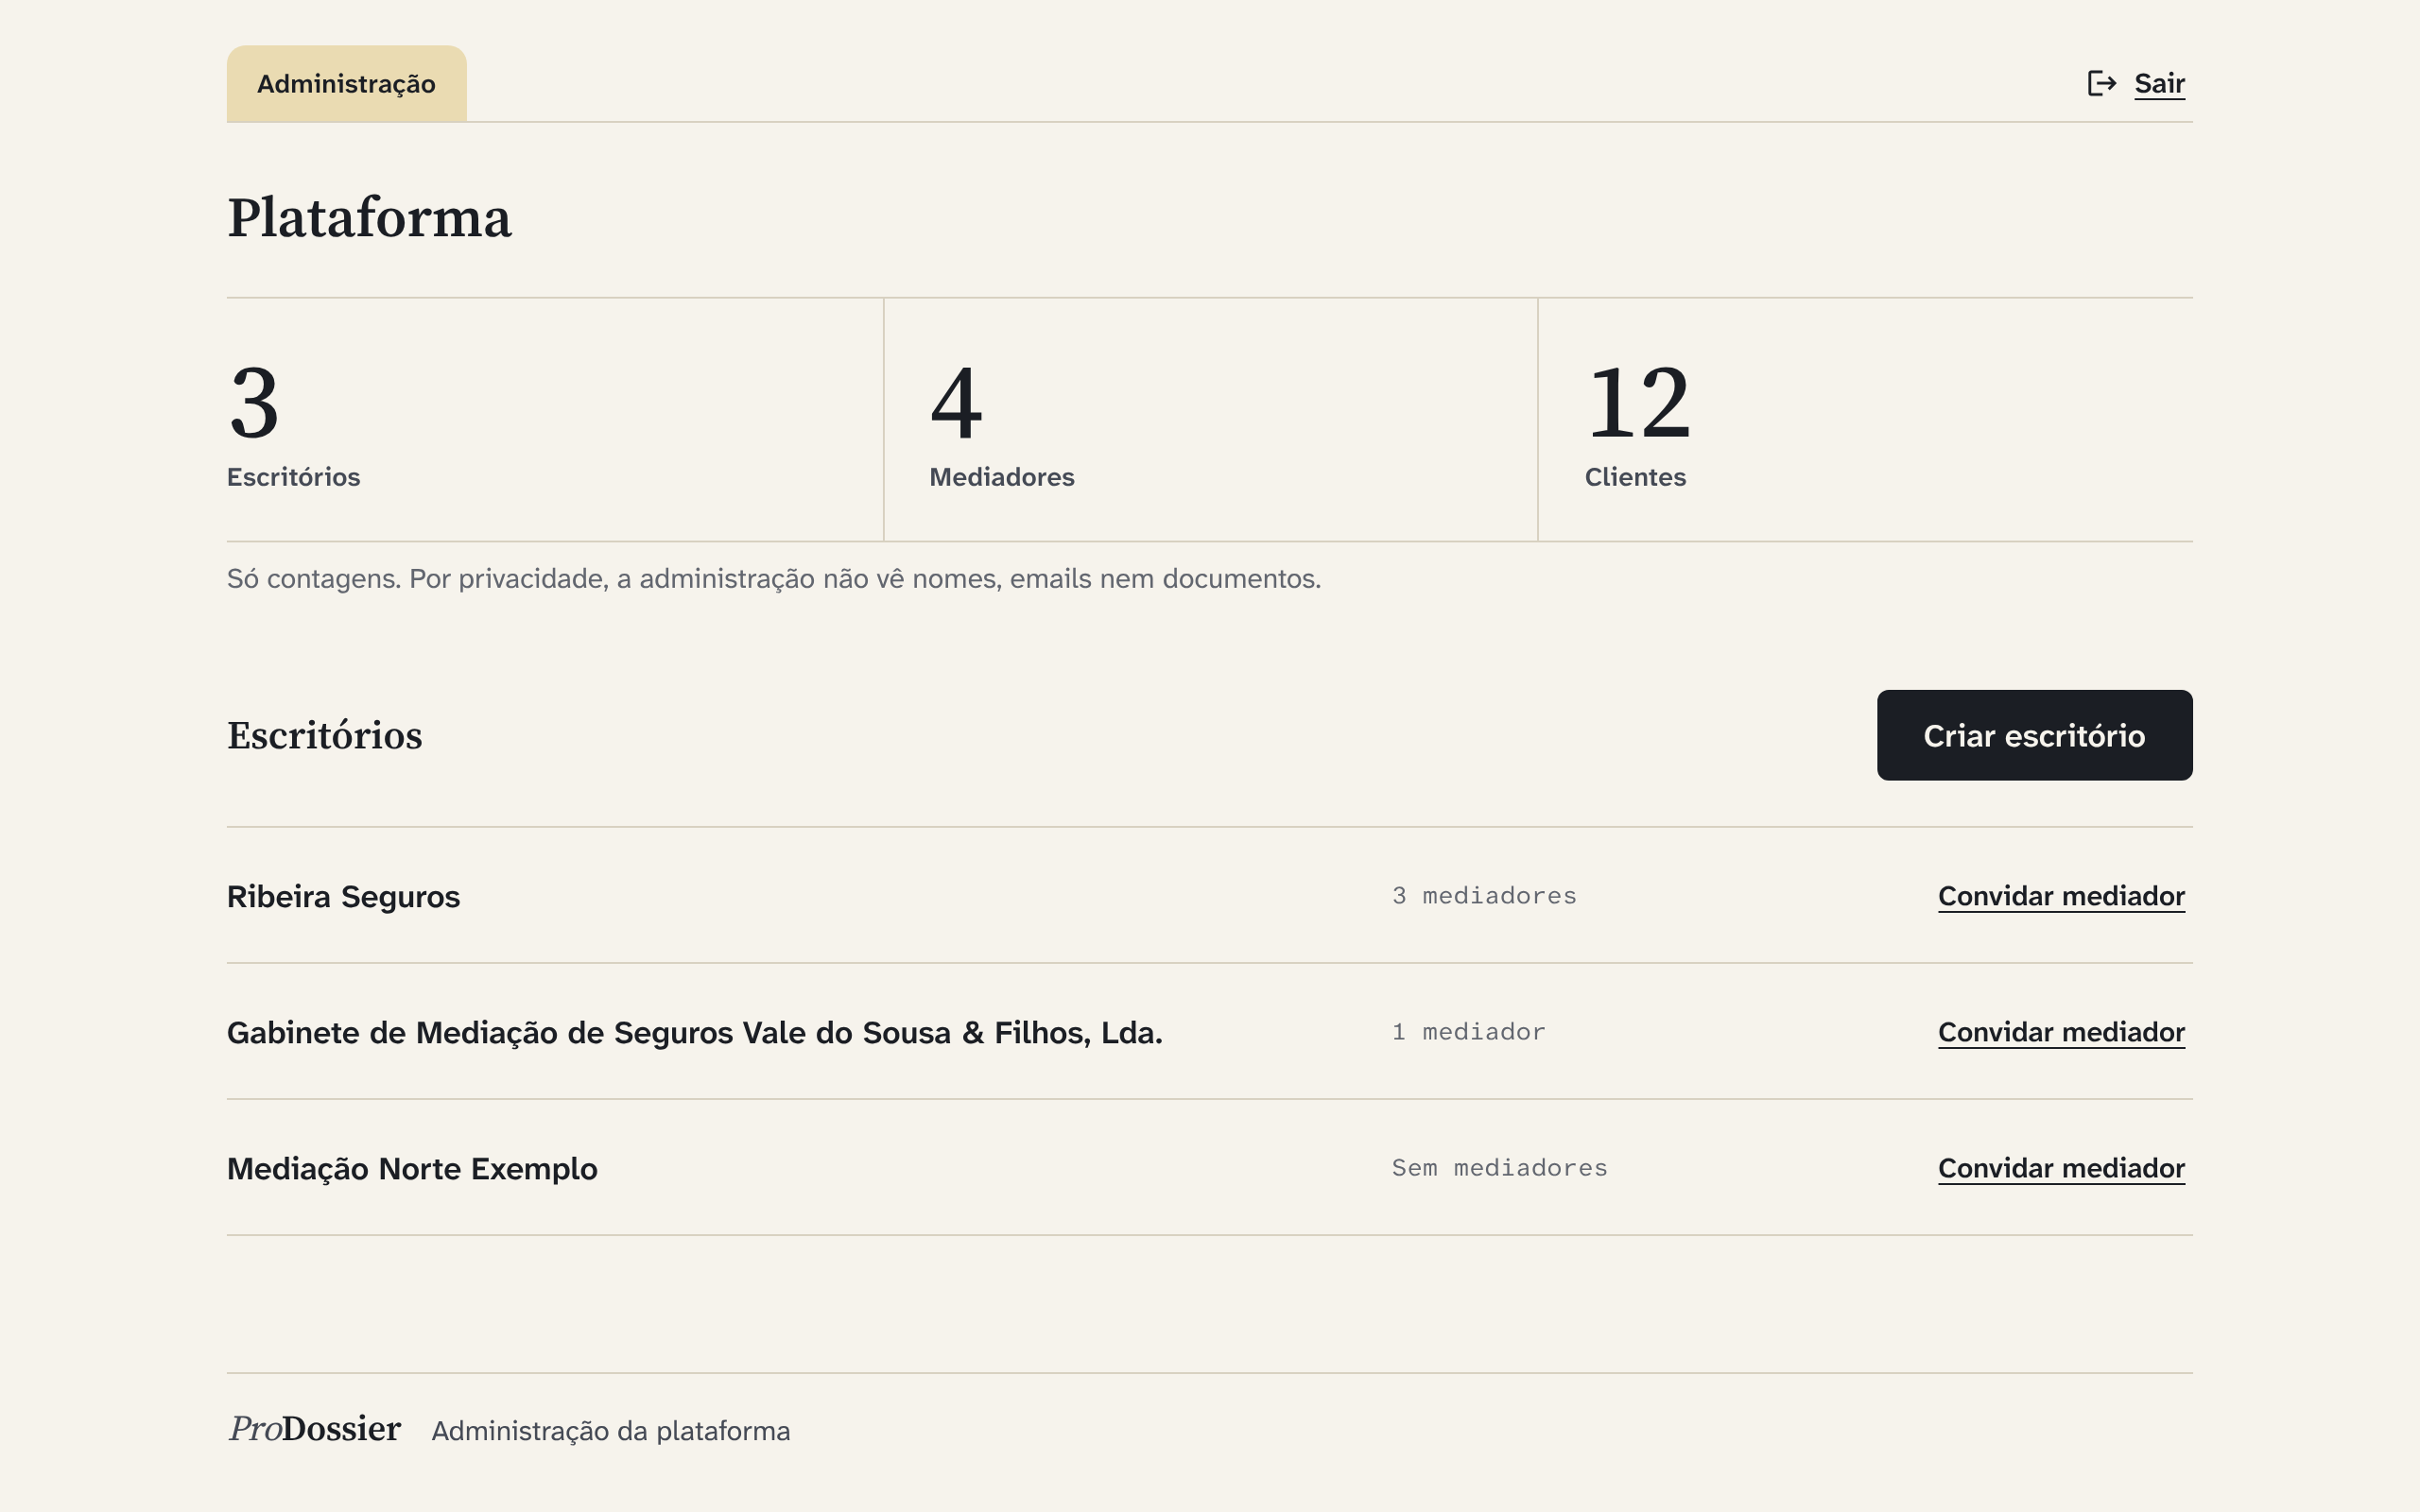 Administração
Sair
Plataforma
3
Escritórios
4
Mediadores
12
Clientes
Só contagens. Por privacidade, a administração não vê nomes, emails nem documentos.
Escritórios
Criar escritório
Ribeira Seguros
3 mediadores
Convidar mediador
Gabinete de Mediação de Seguros Vale do Sousa & Filhos, Lda.
1 mediador
Convidar mediador
Mediação Norte Exemplo
Sem mediadores
Convidar mediador
ProDossier
Administração da plataforma